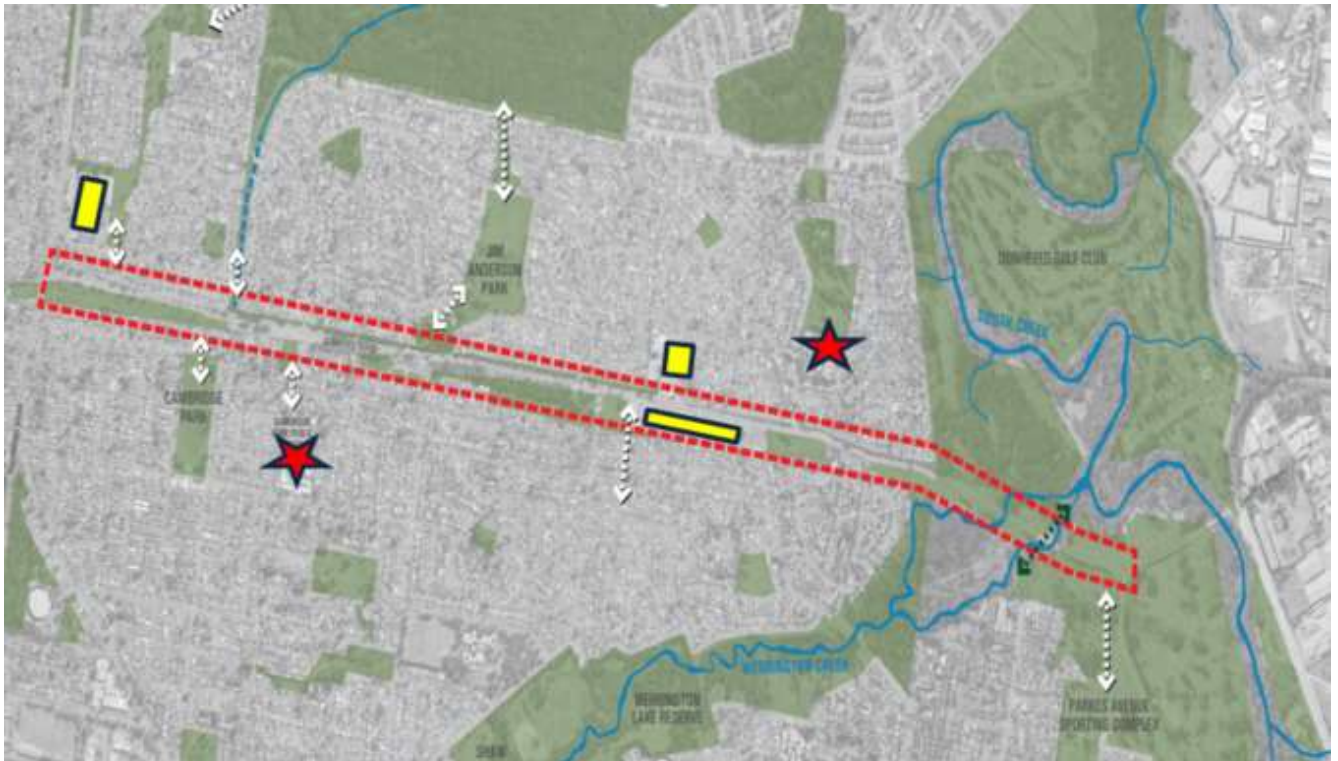 JIM
ANDERSON
PARK
DUNHEVED GOLF CLUB
SOUTH CREEK
CAMBRIDGE
PARK
WERRINGTON CREEK
WERRINGTON
LAKE RESERVE
PARKES AVENUE
SPORTING COMPLEX
SHAW